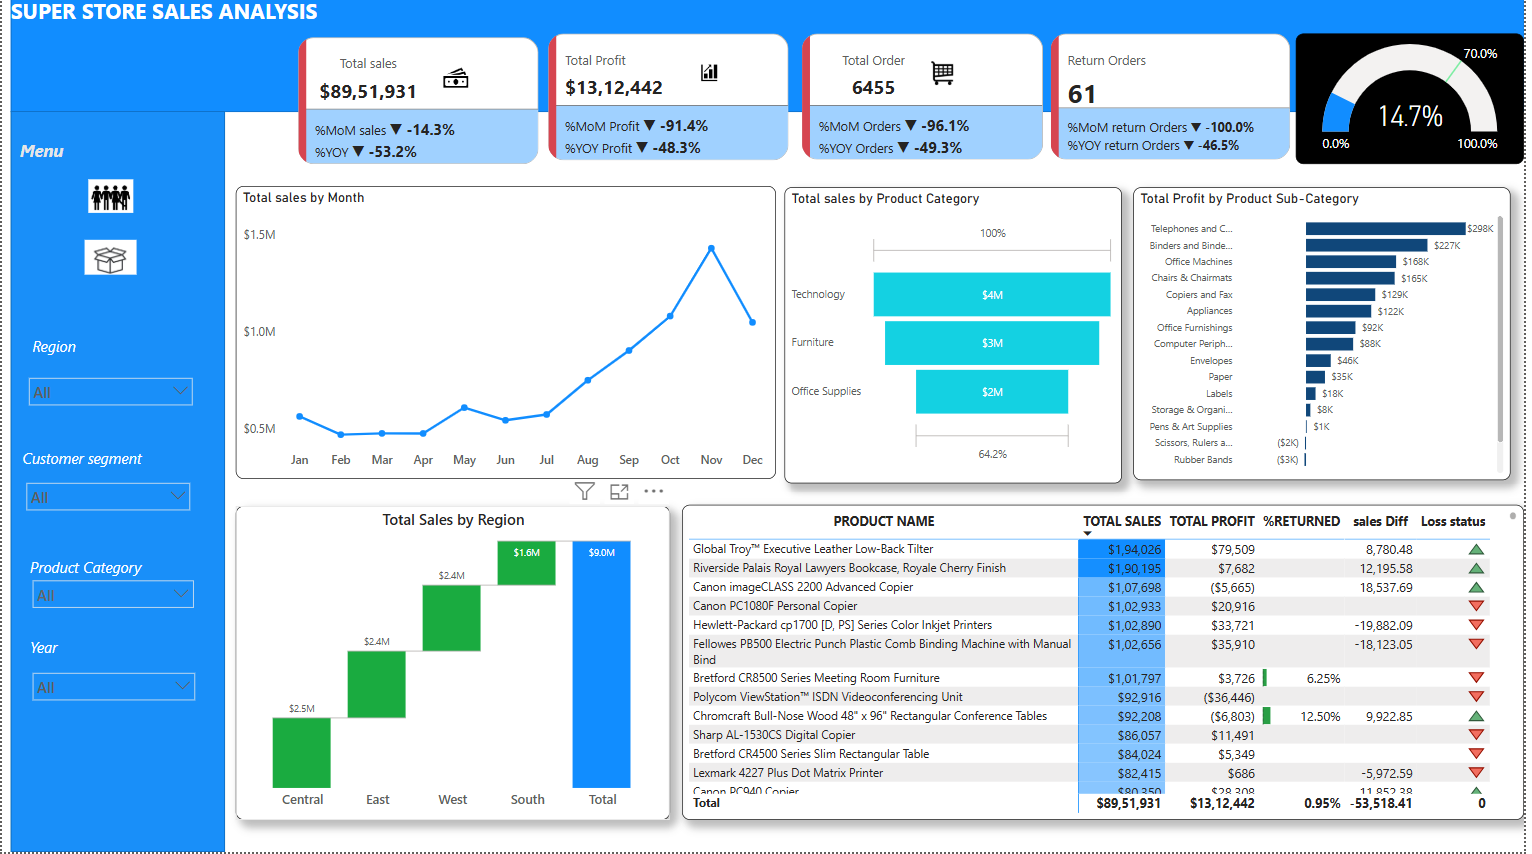 SUPER STORE SALES ANALYSIS
Total sales
$89,51,931
%MoM sales ▼ -14.3%
%YOY ▼ -53.2%
Total Profit
$13,12,442
%MoM Profit ▼ -91.4%
%YOY Profit ▼ -48.3%
Total Order
6455
%MoM Orders ▼ -96.1%
%YOY Orders ▼ -49.3%
Return Orders
61
%MoM return Orders ▼ -100.0%
%YOY return Orders ▼ -46.5%
70.0%
14.7%
0.0%
100.0%
Menu
Region
All
Customer segment
All
Product Category
All
Year
All
Total sales by Month
$1.5M
$1.0M
$0.5M
Jan Feb Mar Apr May Jun Jul Aug Sep Oct Nov Dec
Total sales by Product Category
100%
Technology $4M
Furniture $3M
Office Supplies $2M
64.2%
Total Profit by Product Sub-Category
Telephones and C... $298K
Binders and Binde... $227K
Office Machines $168K
Chairs & Chairmats $165K
Copiers and Fax $129K
Appliances $122K
Office Furnishings $92K
Computer Periph... $88K
Envelopes $46K
Paper $35K
Labels $18K
Storage & Organi... $8K
Pens & Art Supplies $1K
Scissors, Rulers a... ($2K)
Rubber Bands ($3K)
Total Sales by Region
$1.6M $9.0M
$2.4M
$2.4M
$2.5M
Central East West South Total
PRODUCT NAME TOTAL SALES TOTAL PROFIT %RETURNED sales Diff Loss status
Global Troy™ Executive Leather Low-Back Tilter $1,94,026 $79,509 8,780.48
Riverside Palais Royal Lawyers Bookcase, Royale Cherry Finish $1,90,195 $7,682 12,195.58
Canon imageCLASS 2200 Advanced Copier $1,07,698 ($5,665) 18,537.69
Canon PC1080F Personal Copier $1,02,933 $20,916
Hewlett-Packard cp1700 [D, PS] Series Color Inkjet Printers $1,02,890 $33,721 -19,882.09
Fellowes PB500 Electric Punch Plastic Comb Binding Machine with Manual $1,02,656 $35,910 -18,123.05
Bind
Bretford CR8500 Series Meeting Room Furniture $1,01,797 $3,726 6.25%
Polycom ViewStation™ ISDN Videoconferencing Unit $92,916 ($36,446)
Chromcraft Bull-Nose Wood 48" x 96" Rectangular Conference Tables $92,208 ($6,803) 12.50% 9,922.85
Sharp AL-1530CS Digital Copier $86,057 $11,491
Bretford CR4500 Series Slim Rectangular Table $84,024 $5,349
Lexmark 4227 Plus Dot Matrix Printer $82,415 $686 -5,972.59
Canon PC940 Copier $80,350 $28,308 11,852.38
Total $89,51,931 $13,12,442 0.95% -53,518.41 0